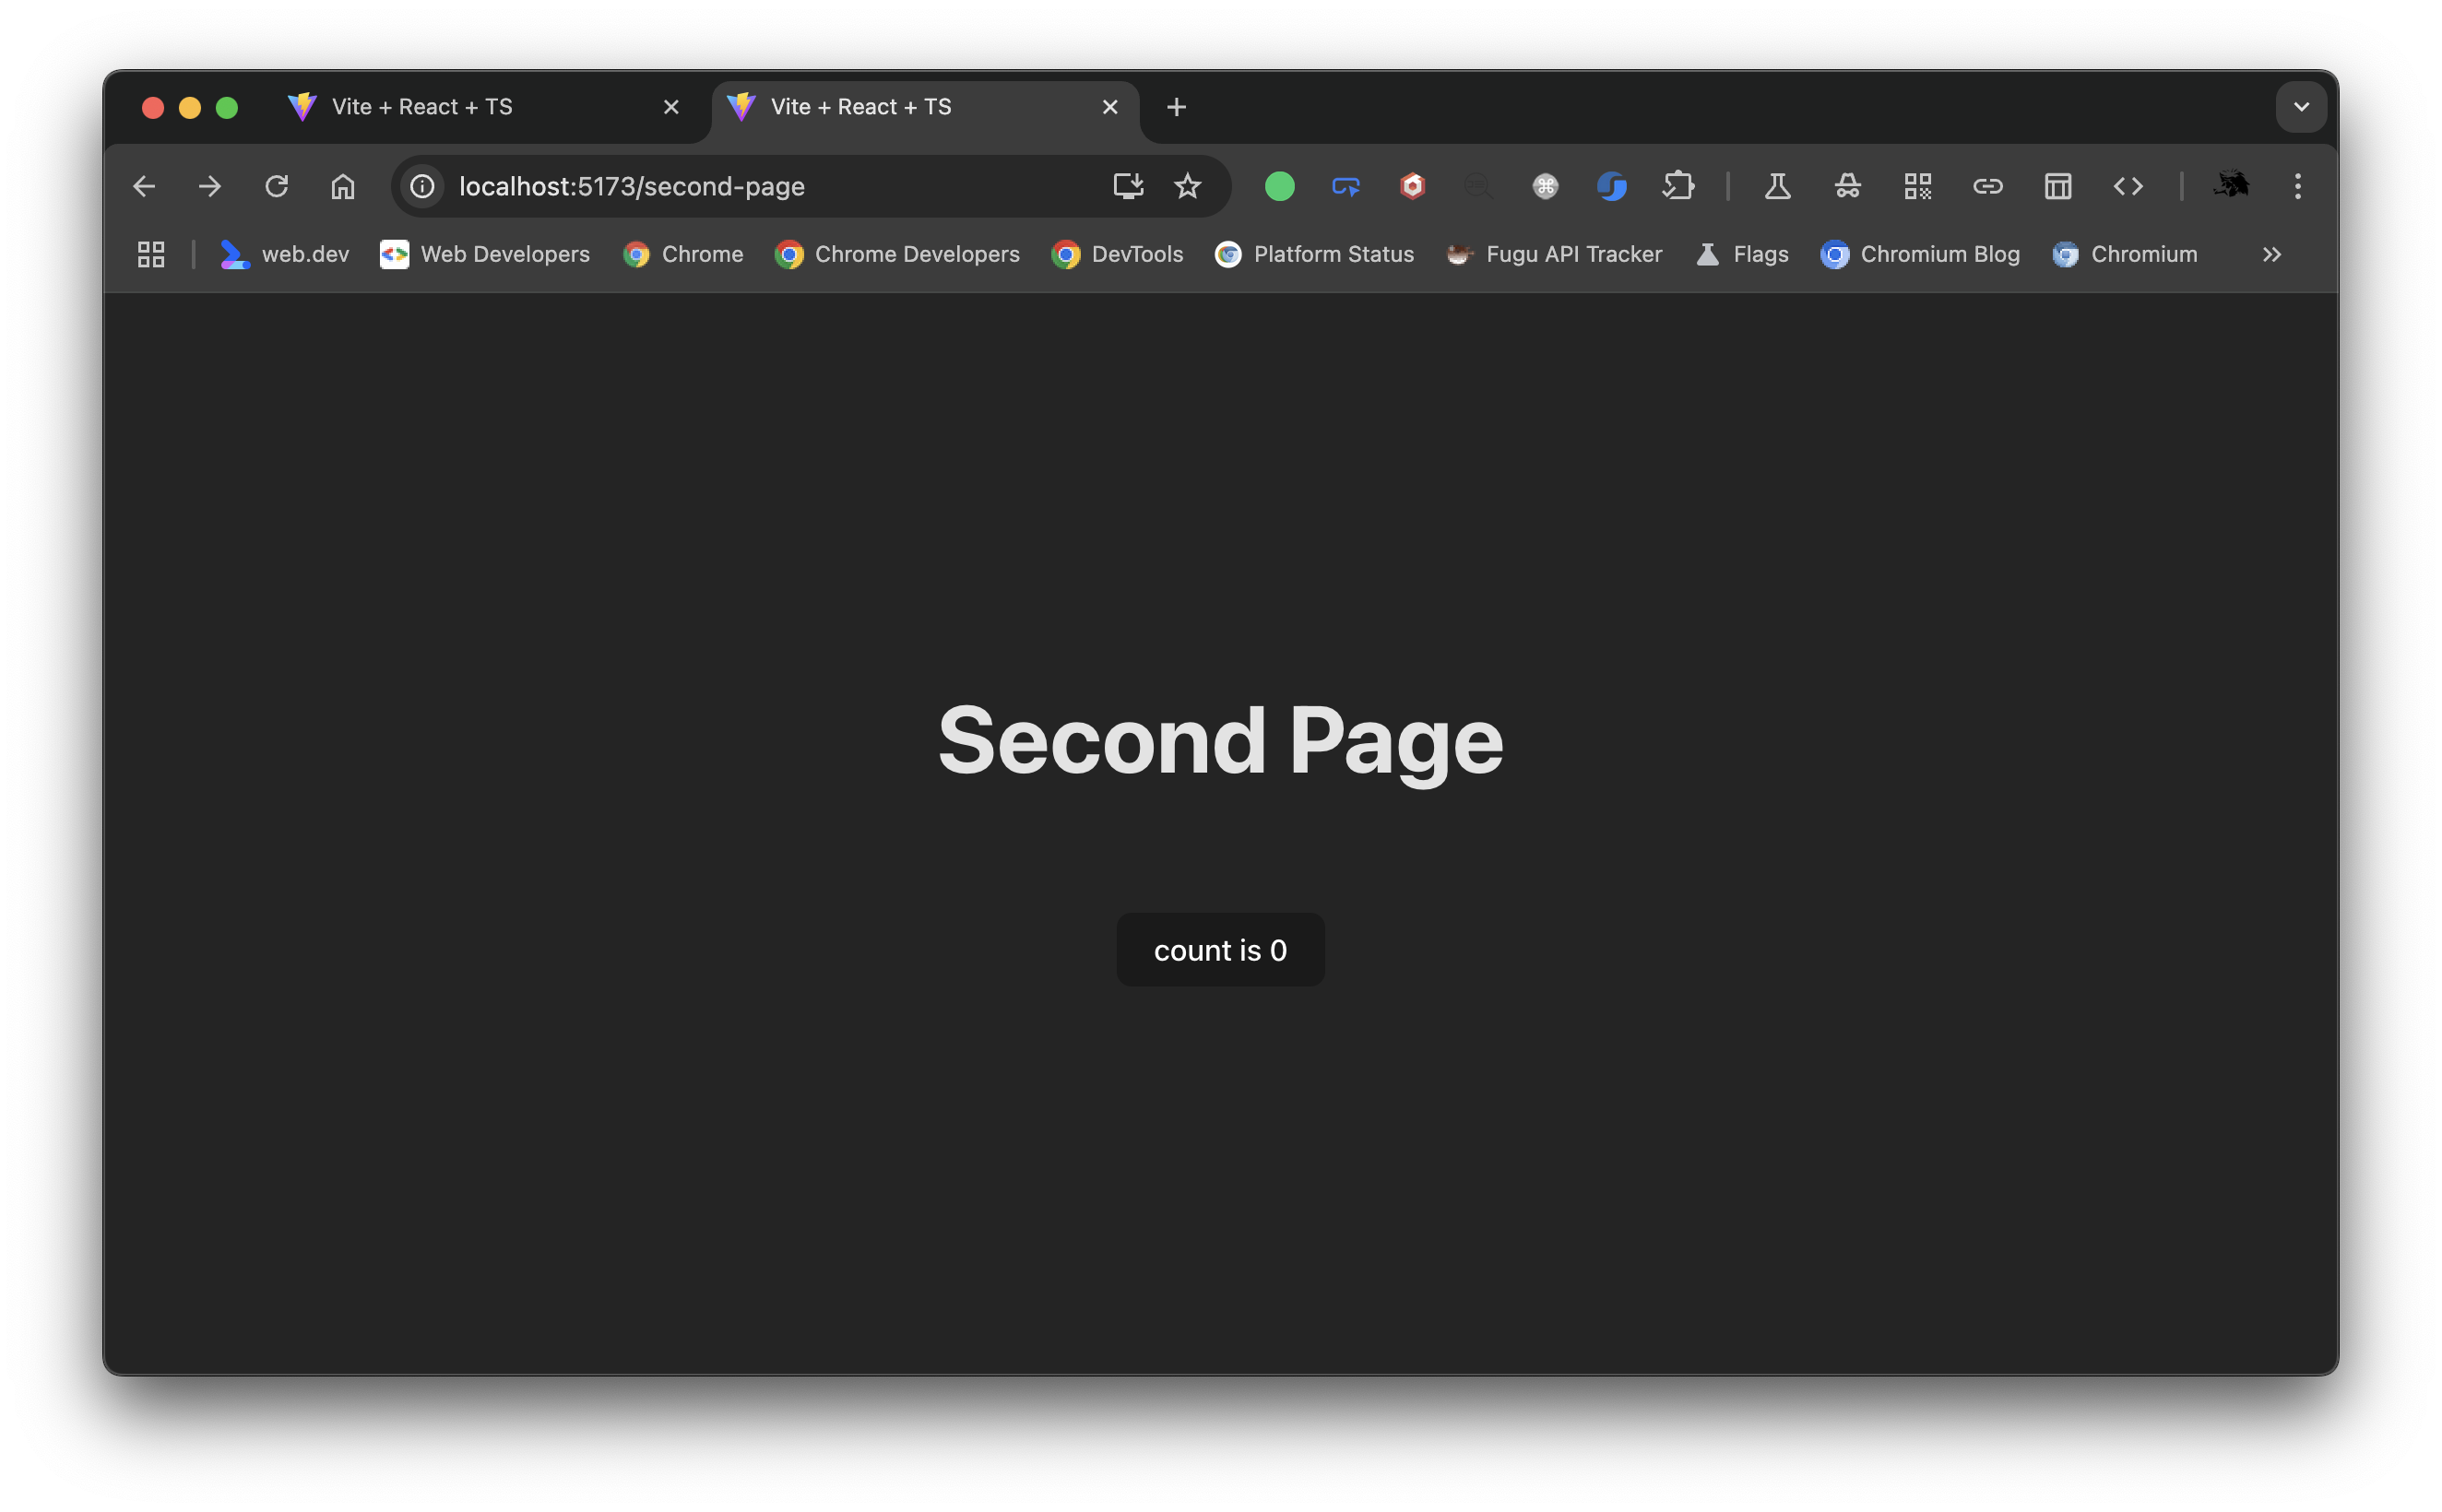 Vite + React + TS
Vite + React + TS
localhost:5173/second-page
web.dev
Web Developers
Chrome
Chrome Developers
DevTools
Platform Status
Fugu API Tracker
Flags
Chromium Blog
Chromium
Second Page
count is 0